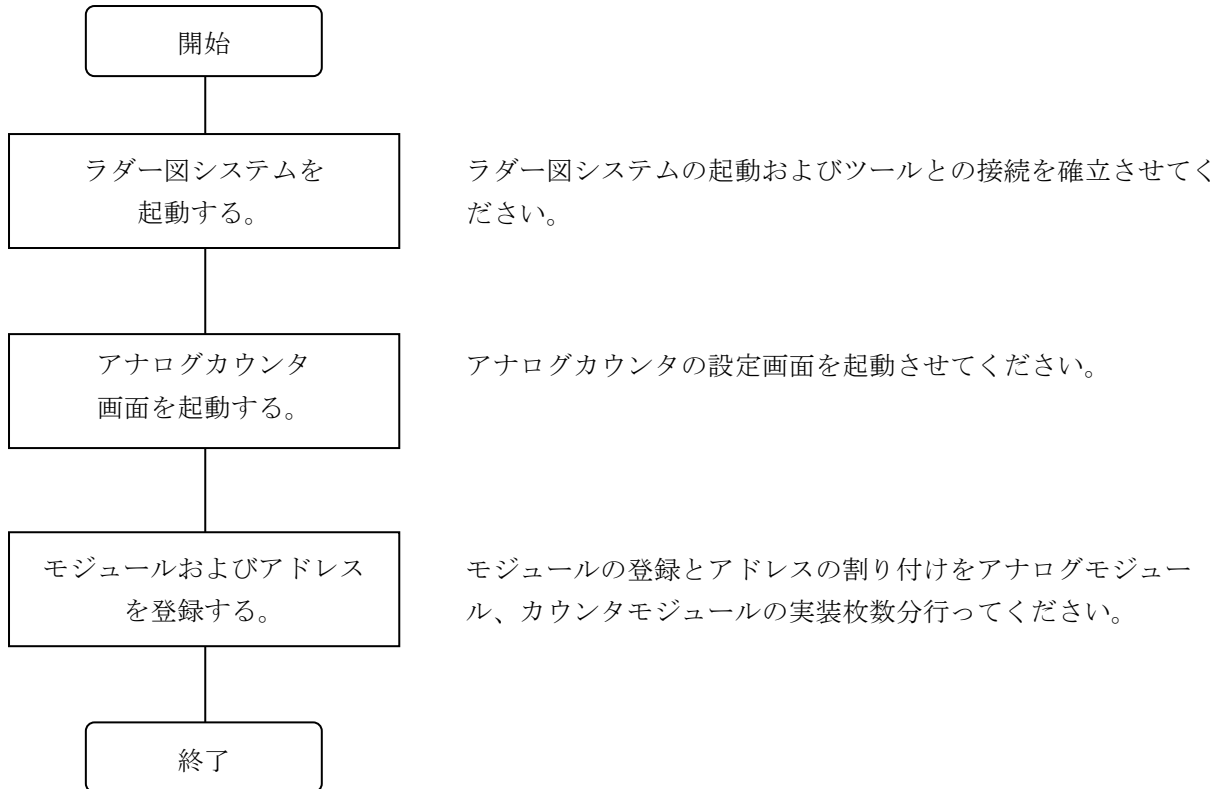 開始
ラダー図システムを
起動する。
ラダー図システムの起動およびツールとの接続を確立させてく
ださい。
アナログカウンタ
画面を起動する。
アナログカウンタの設定画面を起動させてください。
モジュールおよびアドレス
を登録する。
モジュールの登録とアドレスの割り付けをアナログモジュー
ル、カウンタモジュールの実装枚数分行ってください。
終了